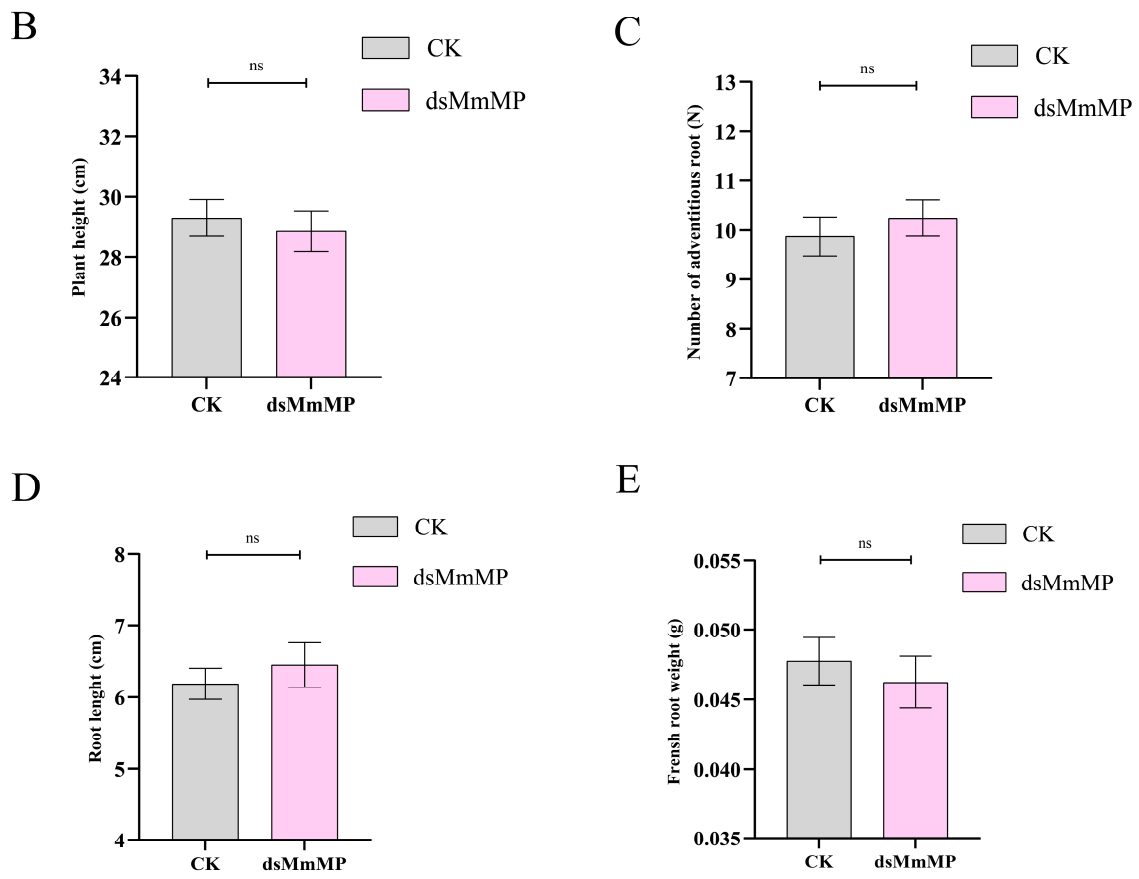 B
CK
dsMmMP
ns
Plant height (cm)
34
32
30
28
26
24
CK
dsMmMP
C
CK
dsMmMP
ns
Number of adventitious root (N)
13
12
11
10
9
8
7
CK
dsMmMP
D
CK
dsMmMP
ns
Root lenght (cm)
8
7
6
5
4
CK
dsMmMP
E
CK
dsMmMP
ns
Frensh root weight (g)
0.055
0.050
0.045
0.040
0.035
CK
dsMmMP